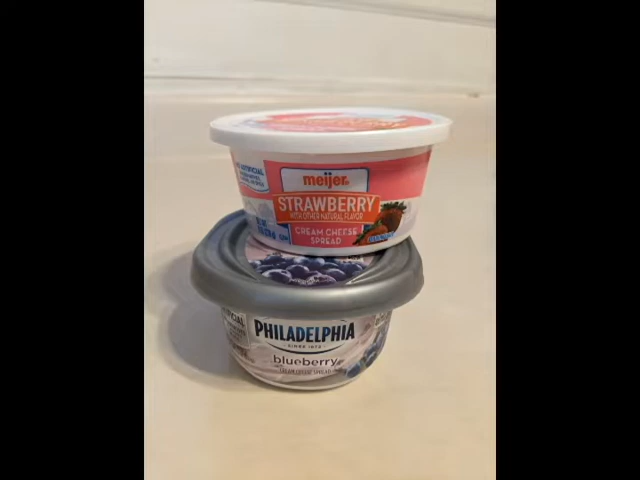 meijer
STRAWBERRY
WITH OTHER NATURAL FLAVOR
CREAM CHEESE
SPREAD
PHILADELPHIA
SINCE 1872
blueberry
CREAM CHEESE SPREAD